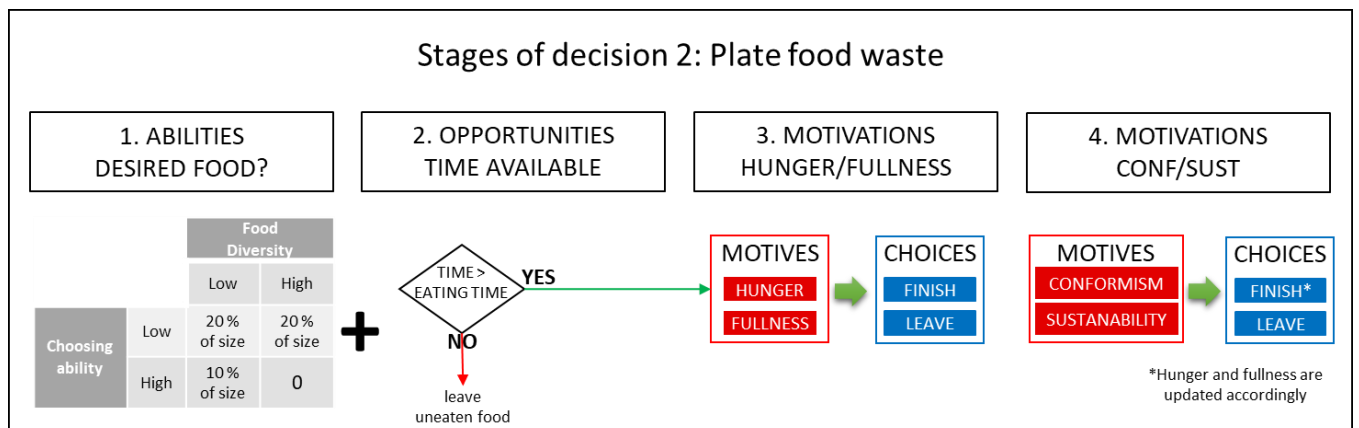 Stages of decision 2: Plate food waste
1. ABILITIES
DESIRED FOOD?
2. OPPORTUNITIES
TIME AVAILABLE
3. MOTIVATIONS
HUNGER/FULLNESS
4. MOTIVATIONS
CONF/SUST
Food
Diversity
Low
High
Choosing
ability
Low
20%
of size
20%
of size
High
10%
of size
0
+
TIME >
EATING TIME
YES
NO
leave
uneaten food
MOTIVES
HUNGER
FULLNESS
CHOICES
FINISH
LEAVE
MOTIVES
CONFORMISM
SUSTANABILITY
CHOICES
FINISH*
LEAVE
*Hunger and fullness are
updated accordingly